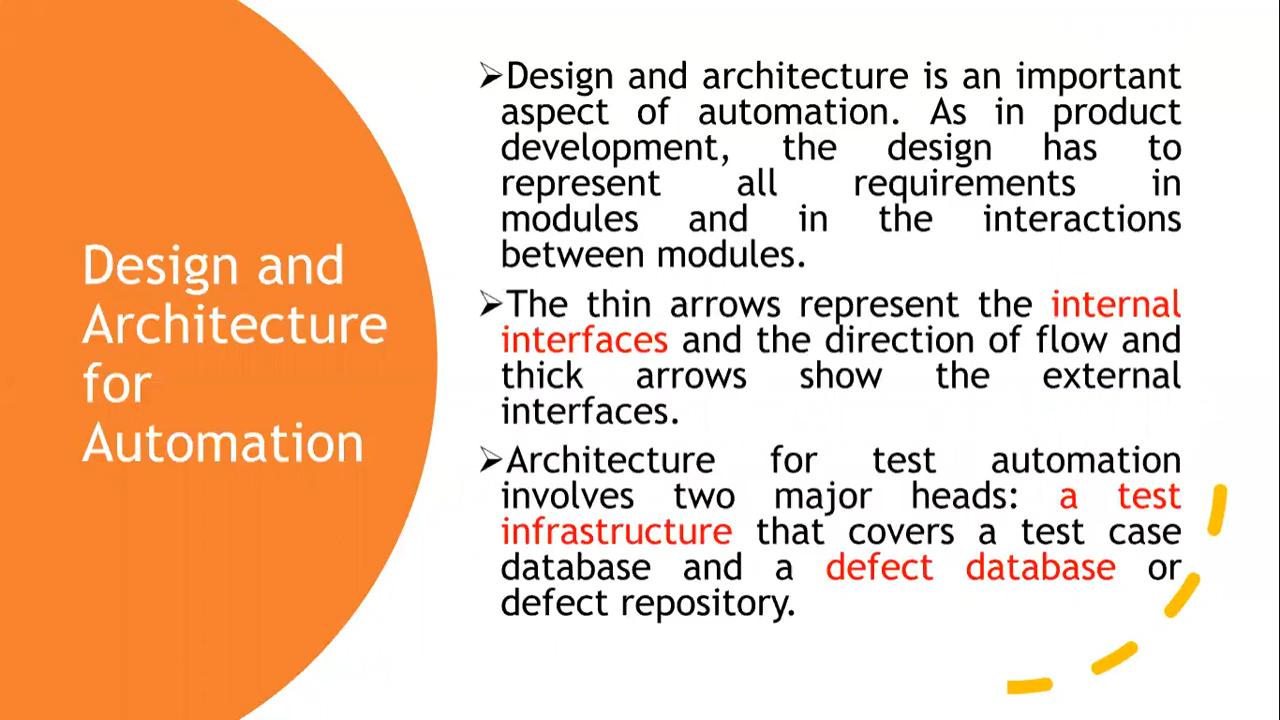 Design and
Architecture
for
Automation
➢Design and architecture is an important
aspect of automation. As in product
development, the design has to
represent all requirements in
modules and in the interactions
between modules.
➢The thin arrows represent the internal
interfaces and the direction of flow and
thick arrows show the external
interfaces.
➢Architecture for test automation
involves two major heads: a test
infrastructure that covers a test case
database and a defect database or
defect repository.